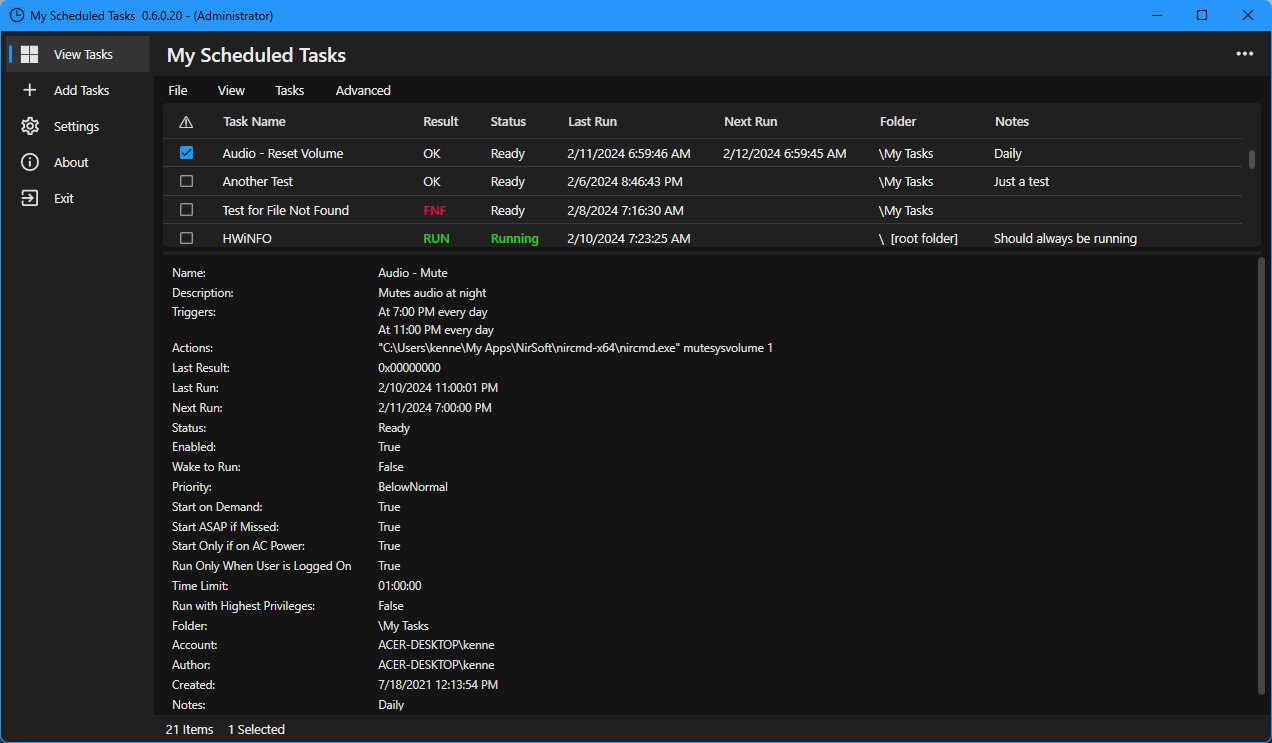 My Scheduled Tasks 0.6.0.20 - (Administrator)
View Tasks
Add Tasks
Settings
About
Exit
My Scheduled Tasks
File View Tasks Advanced
Task Name Result Status Last Run Next Run Folder Notes
Audio - Reset Volume OK Ready 2/11/2024 6:59:46 AM 2/12/2024 6:59:45 AM \My Tasks Daily
Another Test OK Ready 2/6/2024 8:46:43 PM \My Tasks Just a test
Test for File Not Found FNF Ready 2/8/2024 7:16:30 AM \My Tasks
HWiNFO RUN Running 2/10/2024 7:23:25 AM \ [root folder] Should always be running
Name: Audio - Mute
Description: Mutes audio at night
Triggers: At 7:00 PM every day
At 11:00 PM every day
Actions: "C:\Users\kenne\My Apps\NirSoft\nircmd-x64\nircmd.exe" mutesysvolume 1
Last Result: 0x00000000
Last Run: 2/10/2024 11:00:01 PM
Next Run: 2/11/2024 7:00:00 PM
Status: Ready
Enabled: True
Wake to Run: False
Priority: BelowNormal
Start on Demand: True
Start ASAP if Missed: True
Start Only if on AC Power: True
Run Only When User is Logged On True
Time Limit: 01:00:00
Run with Highest Privileges: False
Folder: \My Tasks
Account: ACER-DESKTOP\kenne
Author: ACER-DESKTOP\kenne
Created: 7/18/2021 12:13:54 PM
Notes: Daily
21 Items 1 Selected